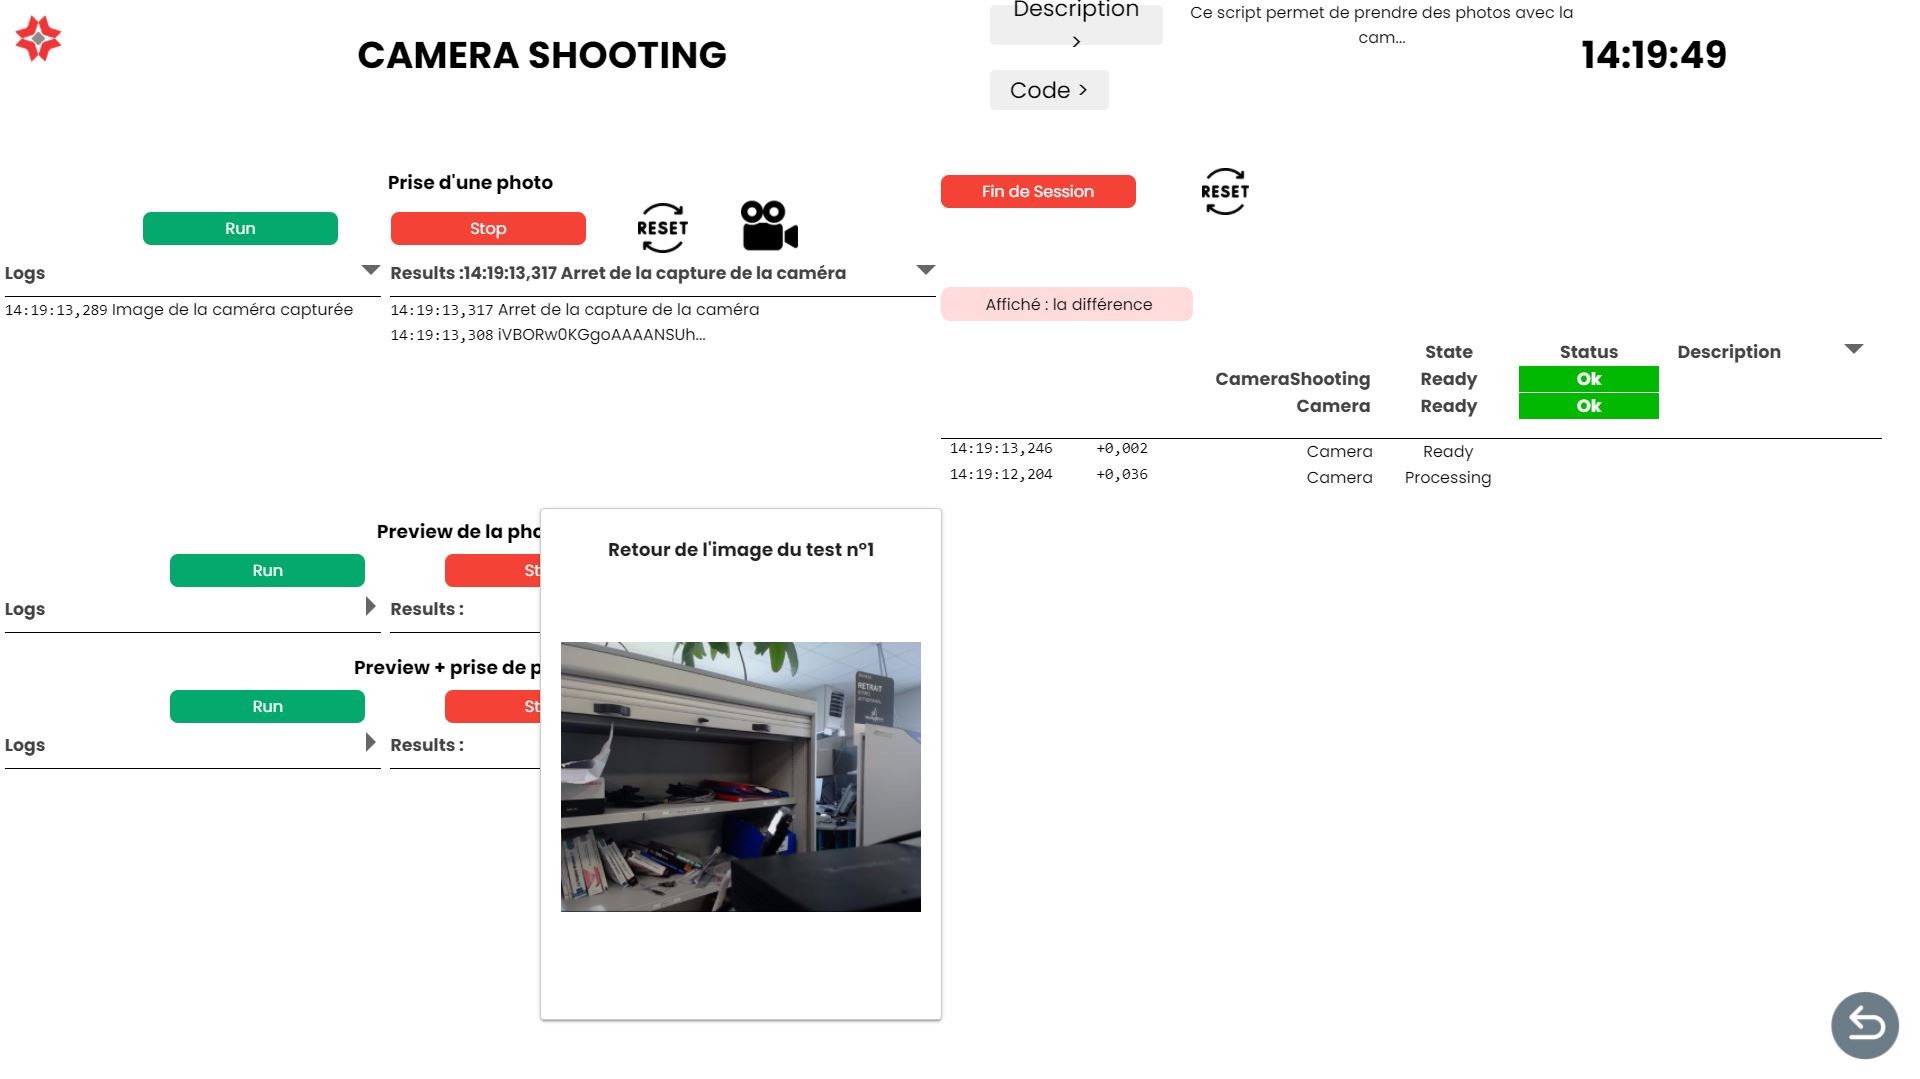 CAMERA SHOOTING
Description
>
Ce script permet de prendre des photos avec la
cam...
14:19:49
Code >
Prise d'une photo
Run
Stop
RESET
Fin de Session
RESET
Logs
Results :14:19:13,317 Arret de la capture de la caméra
14:19:13,289 Image de la caméra capturée
14:19:13,317 Arret de la capture de la caméra
14:19:13,308 iVBORw0KGgoAAAANSUh...
Affiché : la différence
State Status Description
CameraShooting Ready Ok
Camera Ready Ok
14:19:13,246 +0,002 Camera Ready
14:19:12,204 +0,036 Camera Processing
Preview de la pho
Run
St
Logs
Results :
Preview + prise de p
Run
St
Logs
Results :
Retour de l'image du test n°1
RETRAIT